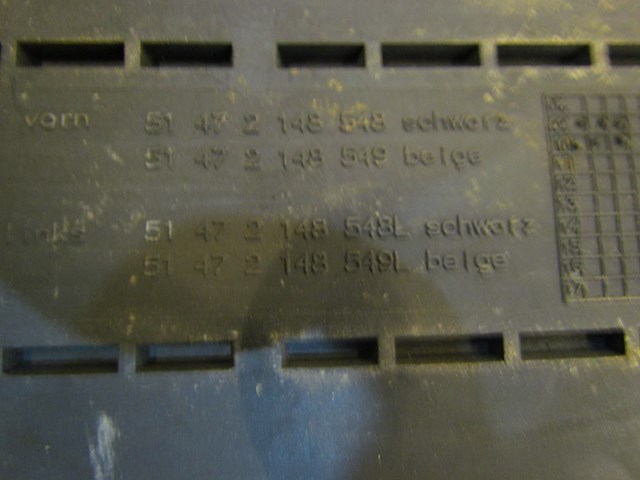 vorn 51 47 2 148 548 schwarz
51 47 2 148 549 beige
links 51 47 2 148 548L schwarz
51 47 2 148 549L beige